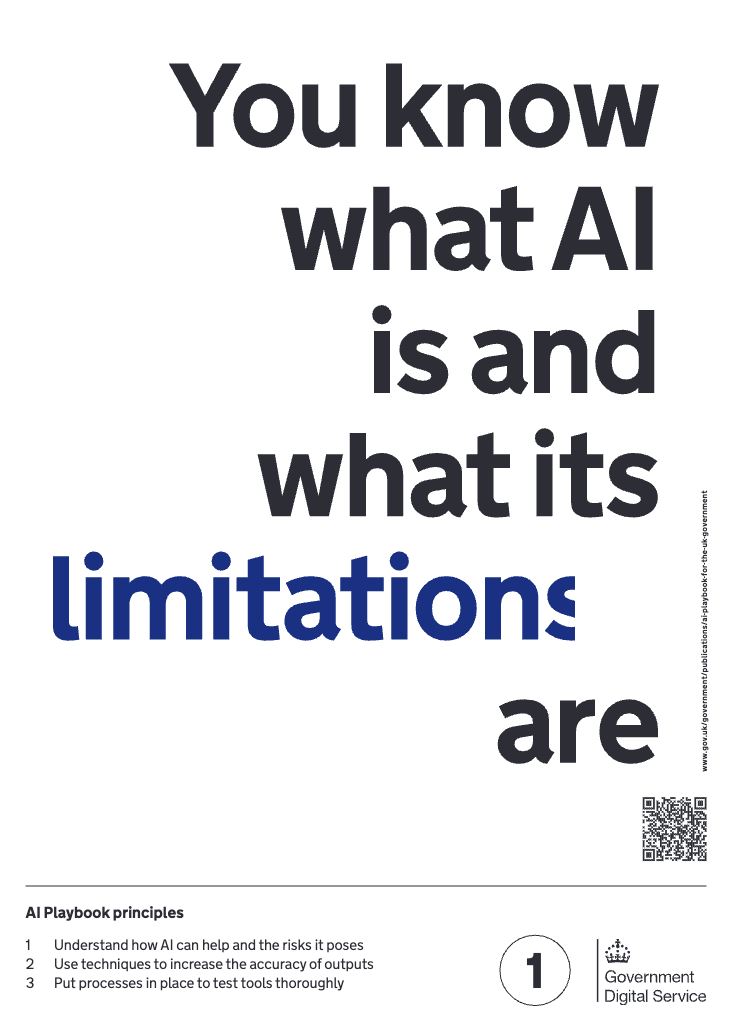 You know
what AI
is and
what its
limitations
are
www.gov.uk/government/publications/ai-playbook-for-the-uk-government
AI Playbook principles
1 Understand how AI can help and the risks it poses
2 Use techniques to increase the accuracy of outputs
3 Put processes in place to test tools thoroughly
1
Government
Digital Service